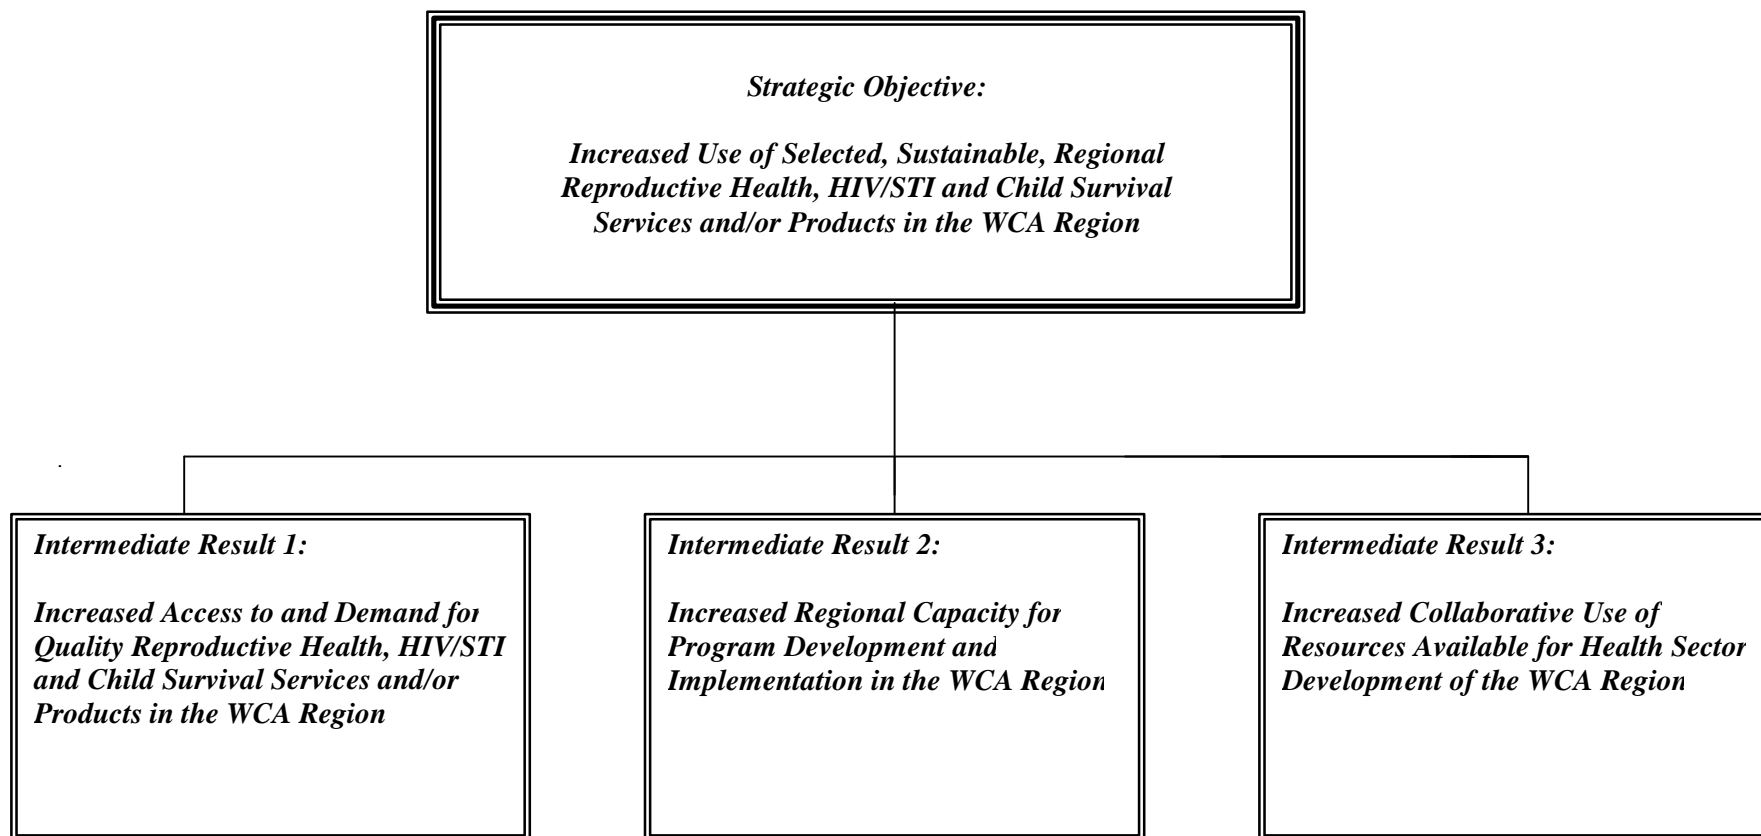 Strategic Objective:
Increased Use of Selected, Sustainable, Regional
Reproductive Health, HIV/STI and Child Survival
Services and/or Products in the WCA Region
Intermediate Result 1:
Increased Access to and Demand for
Quality Reproductive Health, HIV/STI
and Child Survival Services and/or
Products in the WCA Region
Intermediate Result 2:
Increased Regional Capacity for
Program Development and
Implementation in the WCA Region
Intermediate Result 3:
Increased Collaborative Use of
Resources Available for Health Sector
Development of the WCA Region